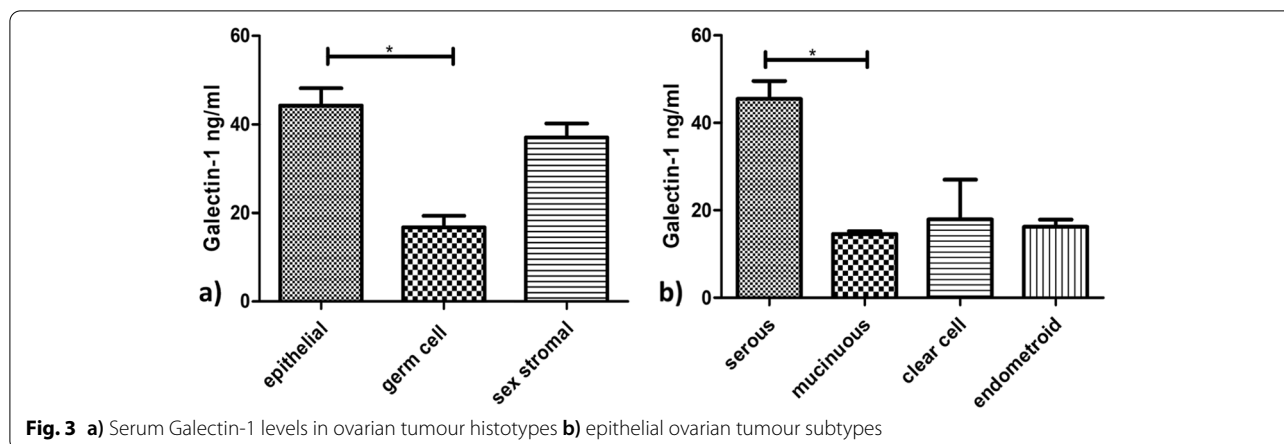 60
40
20
0
Galectin-1 ng/ml
*
a)
epithelial
germ cell
sex stromal
60
40
20
0
Galectin-1 ng/ml
*
b)
serous
mucinuous
clear cell
endometroid
Fig. 3 a) Serum Galectin-1 levels in ovarian tumour histotypes b) epithelial ovarian tumour subtypes